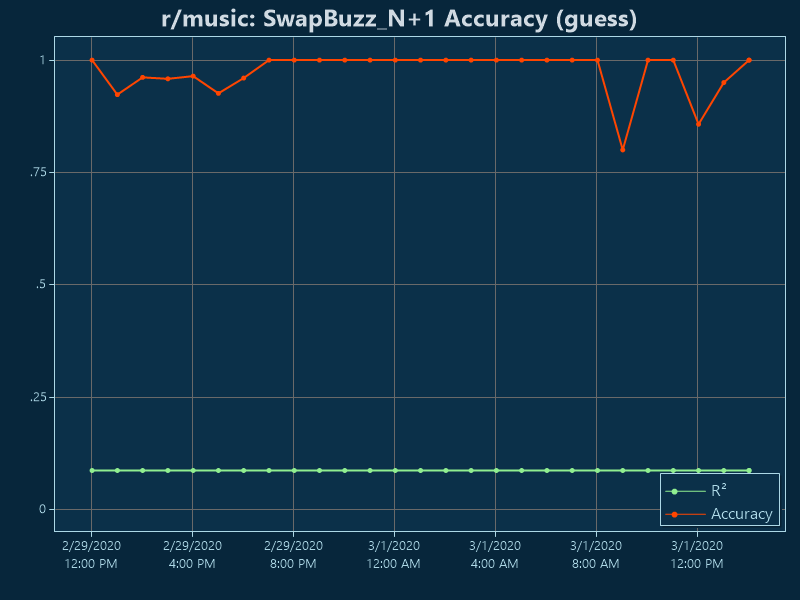 r/music: SwapBuzz_N+1 Accuracy (guess)
1
.75
.5
.25
0
R²
Accuracy
2/29/2020 2/29/2020 2/29/2020 3/1/2020 3/1/2020 3/1/2020 3/1/2020
12:00 PM 4:00 PM 8:00 PM 12:00 AM 4:00 AM 8:00 AM 12:00 PM